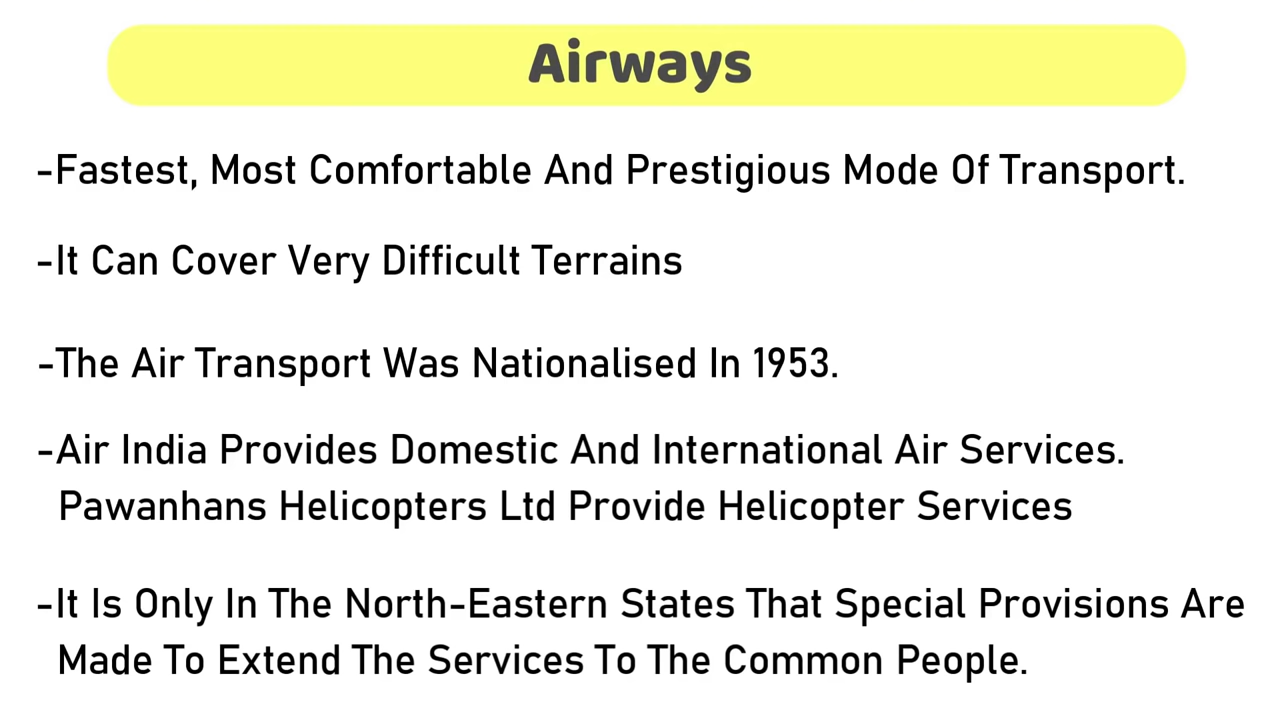 Airways
-Fastest, Most Comfortable And Prestigious Mode Of Transport.
-It Can Cover Very Difficult Terrains
-The Air Transport Was Nationalised In 1953.
-Air India Provides Domestic And International Air Services.
Pawanhans Helicopters Ltd Provide Helicopter Services
-It Is Only In The North-Eastern States That Special Provisions Are
Made To Extend The Services To The Common People.